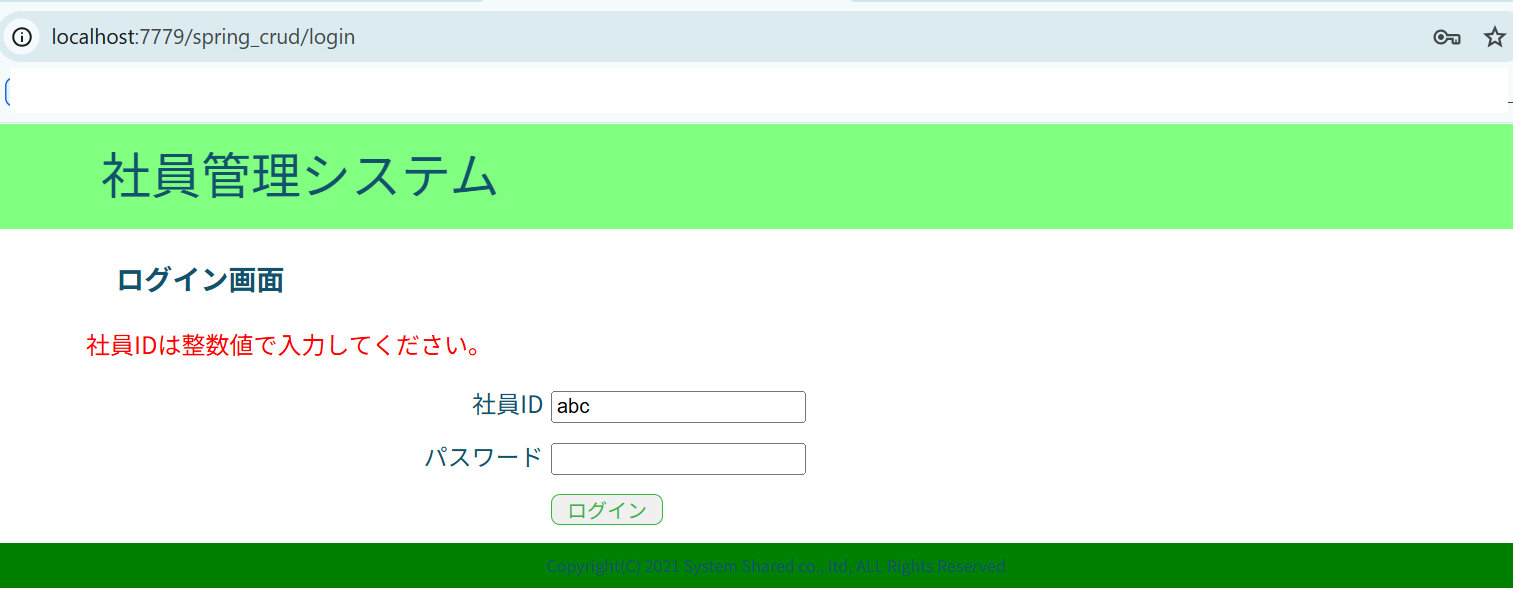 localhost:7779/spring_crud/login
社員管理システム
ログイン画面
社員IDは整数値で入力してください。
社員ID abc
パスワード
ログイン
Copyright(C) 2021 System Shared co., ltd, ALL Rights Reserved